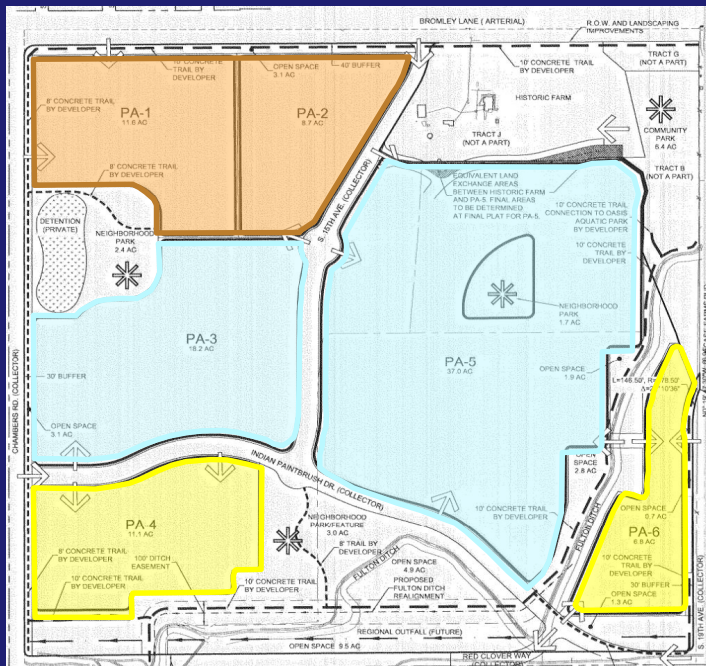 BROMLEY LANE ( ARTERIAL)
R.O.W. AND LANDSCAPING
IMPROVEMENTS
10' CONCRETE
TRAIL BY
DEVELOPER
OPEN SPACE
3.1 AC
40' BUFFER
10' CONCRETE TRAIL
BY DEVELOPER
TRACT G
(NOT A PART)
8' CONCRETE TRAIL
BY DEVELOPER
PA-1
11.6 AC
PA-2
8.7 AC
HISTORIC FARM
TRACT J
(NOT A PART)
COMMUNITY
PARK
6.4 AC
TRACT B
(NOT A PART)
8' CONCRETE TRAIL
BY DEVELOPER
S. 15TH AVE. (COLLECTOR)
EQUIVALENT LAND
EXCHANGE AREAS
BETWEEN HISTORIC FARM
AND PA-5. FINAL AREAS
TO BE DETERMINED
AT FINAL PLAT FOR PA-5.
10' CONCRETE TRAIL
CONNECTION TO OASIS
AQUATIC PARK
BY DEVELOPER
10' CONCRETE
TRAIL BY
DEVELOPER
DETENTION
(PRIVATE)
NEIGHBORHOOD
PARK
2.4 AC
NEIGHBORHOOD
PARK
1.7 AC
PA-3
18.2 AC
PA-5
37.0 AC
30' BUFFER
CHAMBERS RD. (COLLECTOR)
OPEN SPACE
1.9 AC
L=146.50',
OPEN SPACE
3.1 AC
INDIAN PAINTBRUSH DR. (COLLECTOR)
OPEN
SPACE
2.8 AC
PA-4
11.1 AC
NEIGHBORHOOD
PARK/FEATURE
3.0 AC
10' CONCRETE TRAIL
BY DEVELOPER
OPEN SPACE
0.7 AC
PA-6
6.8 AC
FULTON DITCH
8' CONCRETE TRAIL
BY DEVELOPER
100' DITCH
EASEMENT
8' TRAIL BY
DEVELOPER
FULTON DITCH
OPEN SPACE
4.9 AC
10' CONCRETE
TRAIL BY
DEVELOPER
10' CONCRETE TRAIL
BY DEVELOPER
10' CONCRETE TRAIL
BY DEVELOPER
PROPOSED
FULTON DITCH
REALIGNMENT
30' BUFFER
OPEN SPACE
1.3 AC
S. 19TH AVE. (COLLECTOR)
REGIONAL OUTFALL (FUTURE)
OPEN SPACE 9.5 AC
RED CLOVER WAY
(COLLECTOR)